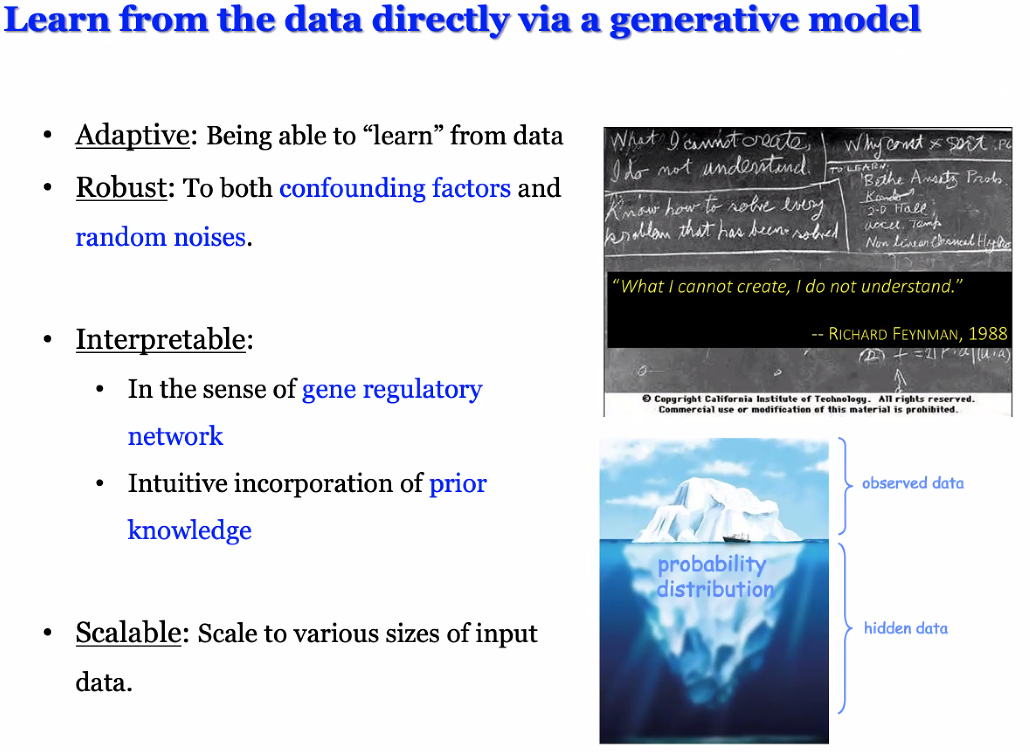 Learn from the data directly via a generative model
• Adaptive: Being able to “learn” from data
• Robust: To both confounding factors and
random noises.
• Interpretable:
• In the sense of gene regulatory
network
• Intuitive incorporation of prior
knowledge
• Scalable: Scale to various sizes of input
data.
What I cannot create,
I do not understand.
Know how to solve every
problem that has been solved
Why const × sort . PO
TO LEARN:
Bethe Ansatz Probs.
Kondo
2-D Hall
accel. Temp
Non linear Classical Hydro
“What I cannot create, I do not understand.”
-- RICHARD FEYNMAN, 1988
© Copyright California Institute of Technology. All rights reserved.
Commercial use or modification of this material is prohibited.
observed data
probability
distribution
hidden data